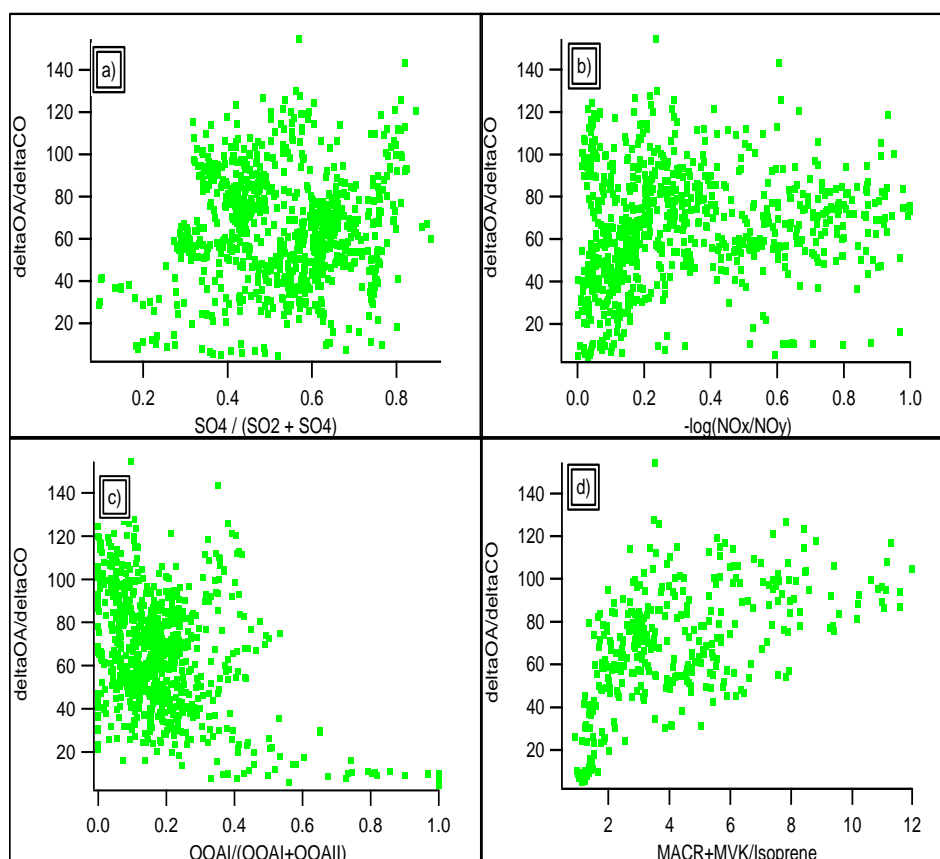 a)
deltaOA/deltaCO
140
120
100
80
60
40
20
0.2 0.4 0.6 0.8
SO4 / (SO2 + SO4)
b)
deltaOA/deltaCO
140
120
100
80
60
40
20
0.0 0.2 0.4 0.6 0.8 1.0
-log(NOx/NOy)
c)
deltaOA/deltaCO
140
120
100
80
60
40
20
0.0 0.2 0.4 0.6 0.8 1.0
OOAI/(OOAI+OOAII)
d)
deltaOA/deltaCO
140
120
100
80
60
40
20
2 4 6 8 10 12
MACR+MVK/Isoprene